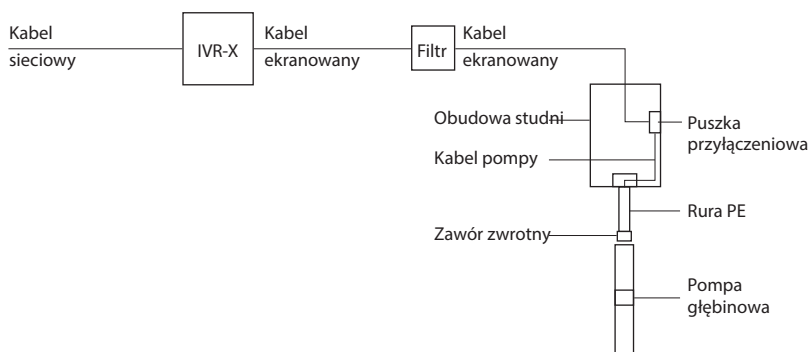 Kabel
sieciowy
IVR-X
Kabel
ekranowany
Filtr
Kabel
ekranowany
Obudowa studni
Puszka
przyłączeniowa
Kabel pompy
Rura PE
Zawór zwrotny
Pompa
głębinowa